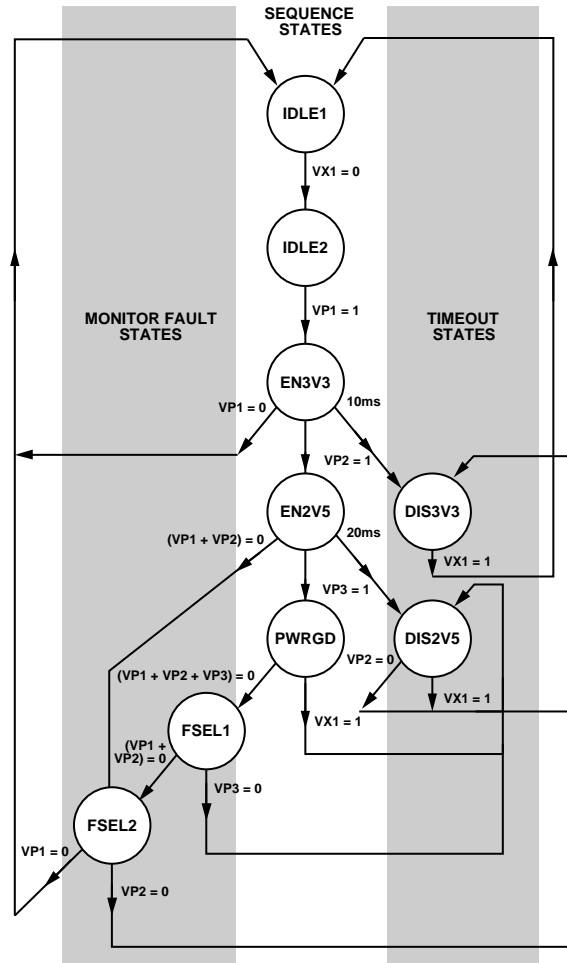 SEQUENCE
STATES
IDLE1
VX1 = 0
IDLE2
MONITOR FAULT
STATES
VP1 = 1
TIMEOUT
STATES
EN3V3
VP1 = 0
10ms
VP2 = 1
EN2V5
DIS3V3
(VP1 + VP2) = 0
20ms
VX1 = 1
VP3 = 1
PWRGD
DIS2V5
VP2 = 0
(VP1 + VP2 + VP3) = 0
VX1 = 1
VX1 = 1
FSEL1
(VP1 +
VP2) = 0
VP3 = 0
FSEL2
VP1 = 0
VP2 = 0